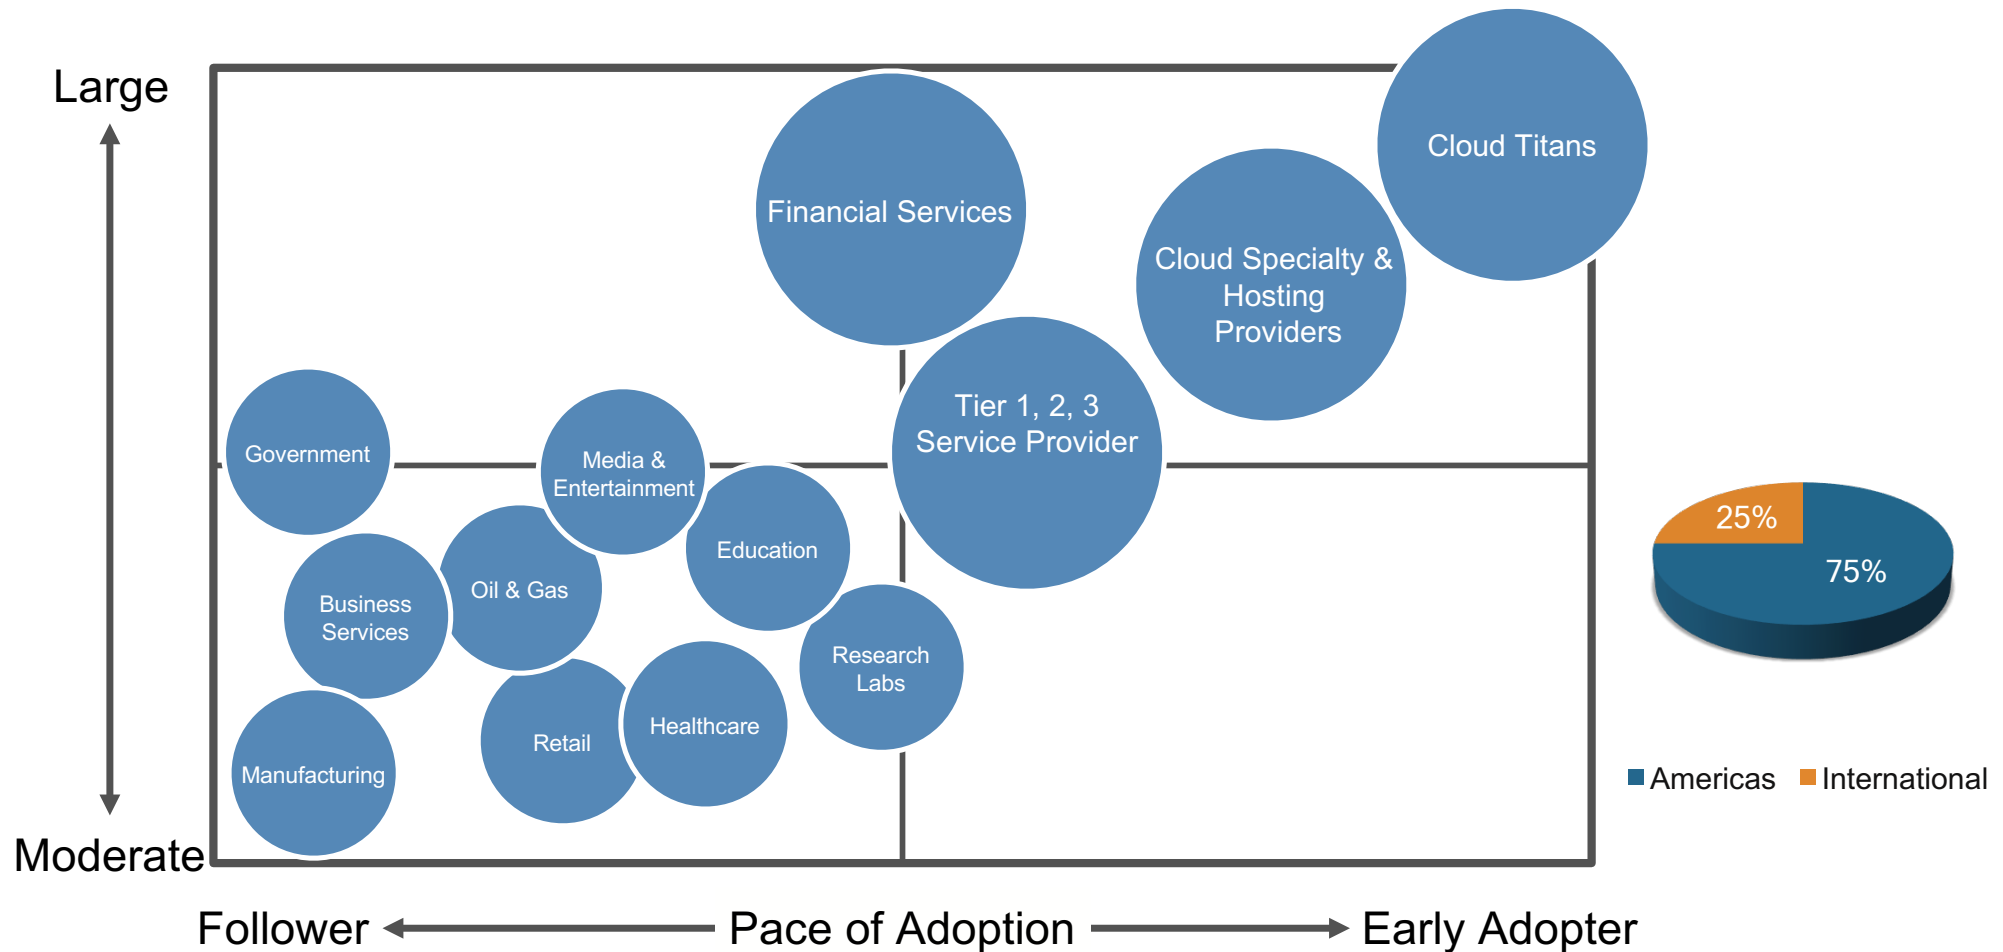 Large
Cloud Titans
Financial Services
Cloud Specialty &
Hosting
Providers
Tier 1, 2, 3
Service Provider
Government
Media &
Entertainment
Education
Oil & Gas
Business
Services
Research
Labs
Healthcare
Retail
Manufacturing
Moderate
Follower
Pace of Adoption
Early Adopter
25%
75%
Americas
International